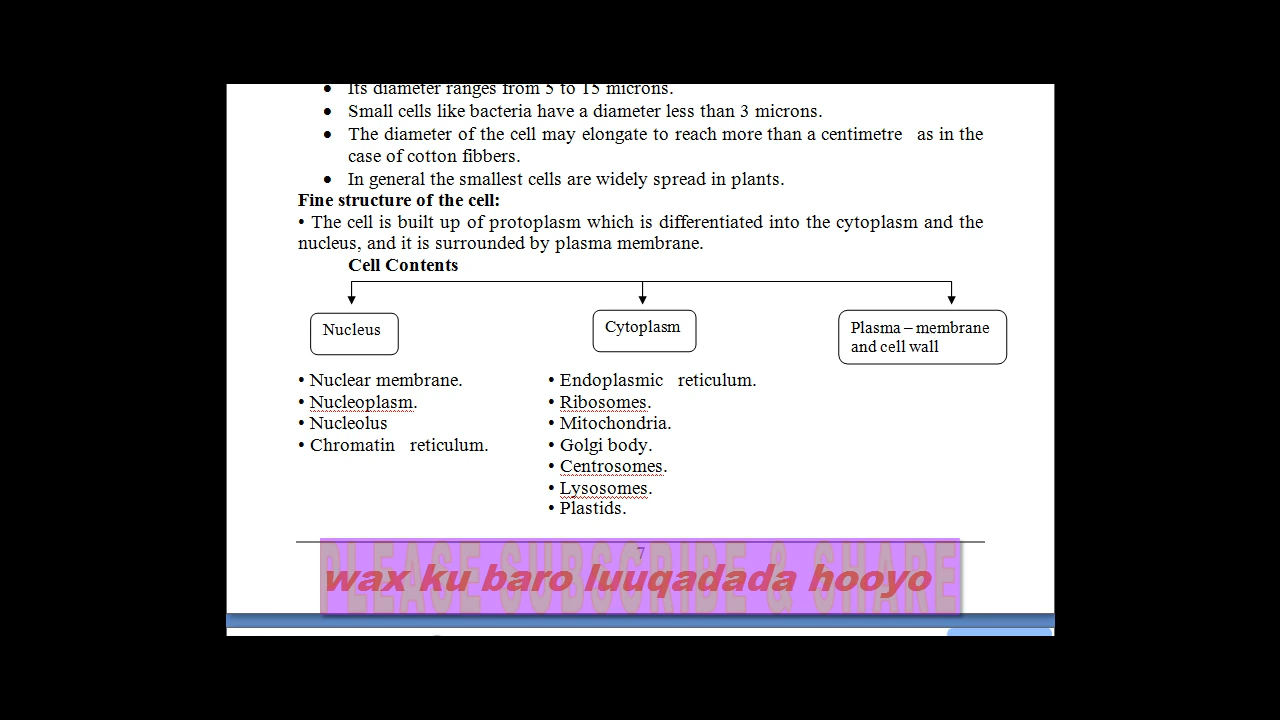 • Its diameter ranges from 5 to 15 microns.
• Small cells like bacteria have a diameter less than 3 microns.
• The diameter of the cell may elongate to reach more than a centimetre as in the
case of cotton fibbers.
• In general the smallest cells are widely spread in plants.
Fine structure of the cell:
• The cell is built up of protoplasm which is differentiated into the cytoplasm and the
nucleus, and it is surrounded by plasma membrane.
Cell Contents
Nucleus
• Nuclear membrane.
• Nucleoplasm.
• Nucleolus
• Chromatin reticulum.
Cytoplasm
• Endoplasmic reticulum.
• Ribosomes.
• Mitochondria.
• Golgi body.
• Centrosomes.
• Lysosomes.
• Plastids.
Plasma – membrane
and cell wall
7
PLEASE SUBSCRIBE & SHARE
wax ku baro luuqadada hooyo